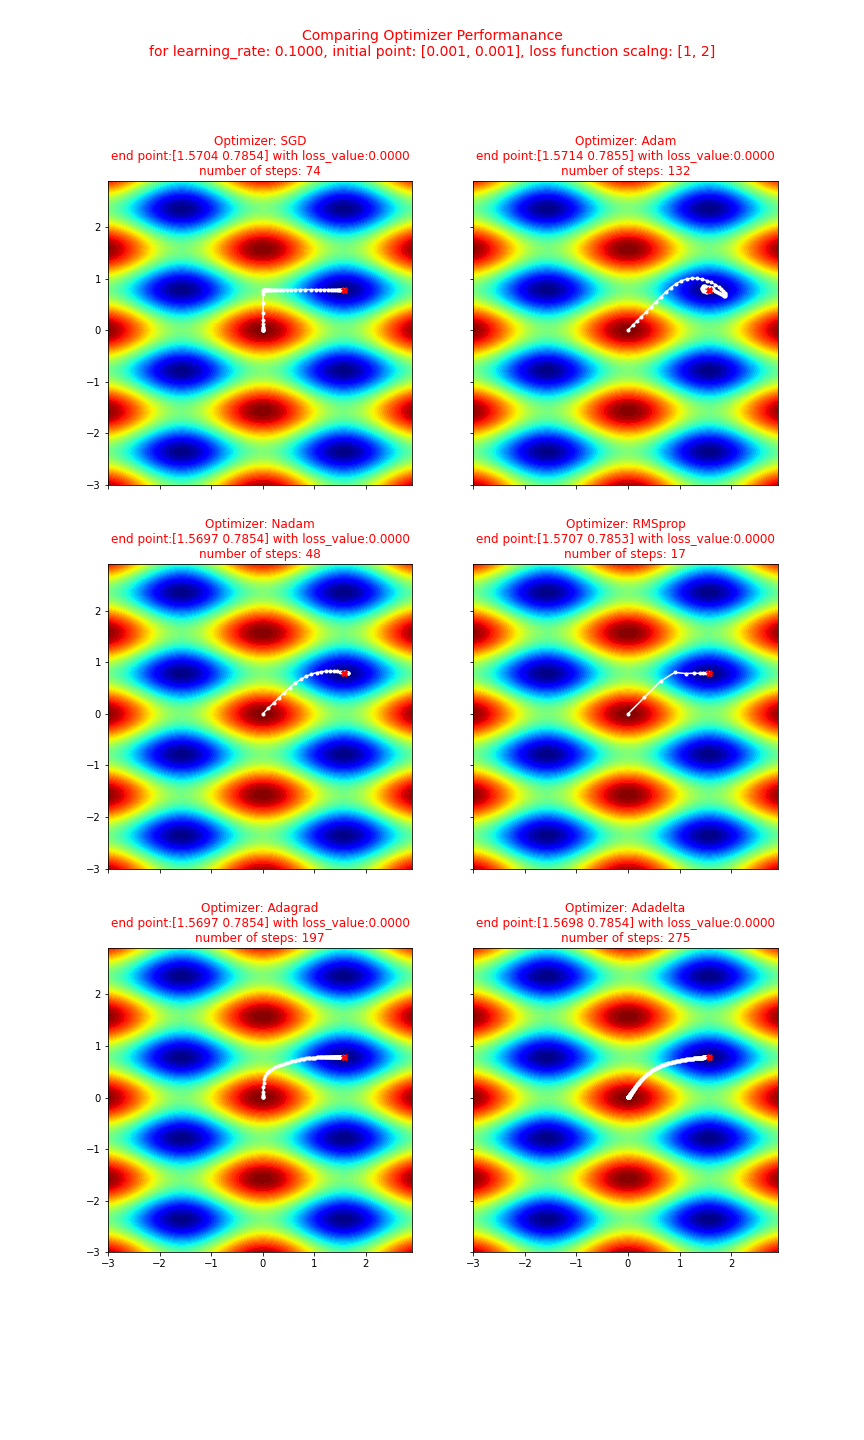 Comparing Optimizer Performanance
for learning_rate: 0.1000, initial point: [0.001, 0.001], loss function scalng: [1, 2]
Optimizer: SGD
end point:[1.5704 0.7854] with loss_value:0.0000
number of steps: 74
2
1
0
−1
−2
−3
Optimizer: Adam
end point:[1.5714 0.7855] with loss_value:0.0000
number of steps: 132
Optimizer: Nadam
end point:[1.5697 0.7854] with loss_value:0.0000
number of steps: 48
2
1
0
−1
−2
−3
Optimizer: RMSprop
end point:[1.5707 0.7853] with loss_value:0.0000
number of steps: 17
Optimizer: Adagrad
end point:[1.5697 0.7854] with loss_value:0.0000
number of steps: 197
2
1
0
−1
−2
−3
−3 −2 −1 0 1 2
Optimizer: Adadelta
end point:[1.5698 0.7854] with loss_value:0.0000
number of steps: 275
−3 −2 −1 0 1 2